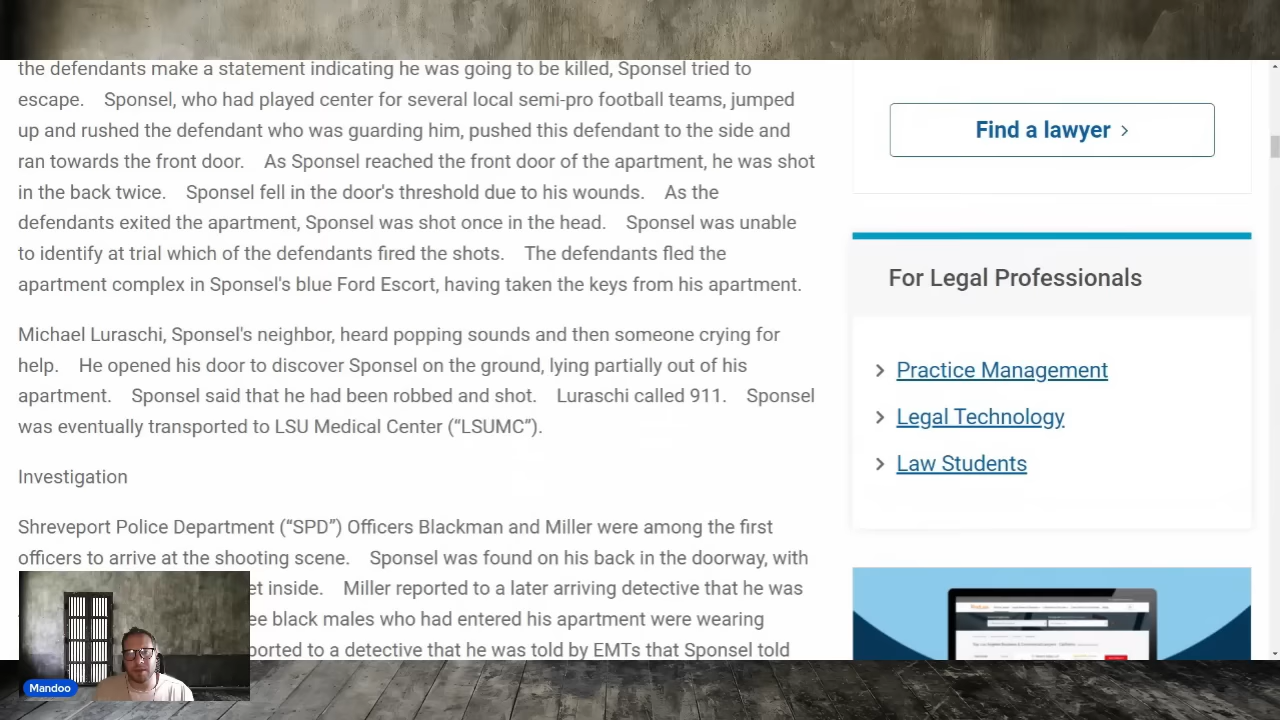 the defendants make a statement indicating he was going to be killed, Sponsel tried to
escape. Sponsel, who had played center for several local semi-pro football teams, jumped
up and rushed the defendant who was guarding him, pushed this defendant to the side and
ran towards the front door. As Sponsel reached the front door of the apartment, he was shot
in the back twice. Sponsel fell in the door's threshold due to his wounds. As the
defendants exited the apartment, Sponsel was shot once in the head. Sponsel was unable
to identify at trial which of the defendants fired the shots. The defendants fled the
apartment complex in Sponsel's blue Ford Escort, having taken the keys from his apartment.
Michael Luraschi, Sponsel's neighbor, heard popping sounds and then someone crying for
help. He opened his door to discover Sponsel on the ground, lying partially out of his
apartment. Sponsel said that he had been robbed and shot. Luraschi called 911. Sponsel
was eventually transported to LSU Medical Center (“LSUMC”).
Investigation
Shreveport Police Department (“SPD”) Officers Blackman and Miller were among the first
officers to arrive at the shooting scene. Sponsel was found on his back in the doorway, with
inside. Miller reported to a later arriving detective that he was
black males who had entered his apartment were wearing
to a detective that he was told by EMTs that Sponsel told
Find a lawyer
For Legal Professionals
Practice Management
Legal Technology
Law Students
Mandoo